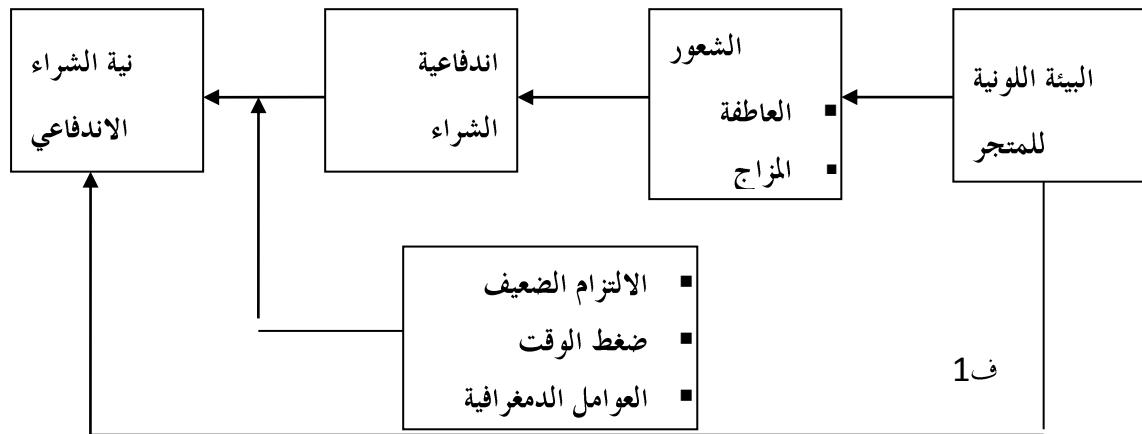 البيئة اللونية
للمتجر
الشعور
▪ العاطفة
▪ المزاج
اندفاعية
الشراء
نية الشراء
الاندفاعي
▪ الالتزام الضعيف
▪ ضغط الوقت
▪ العوامل الدمغرافية
ف1